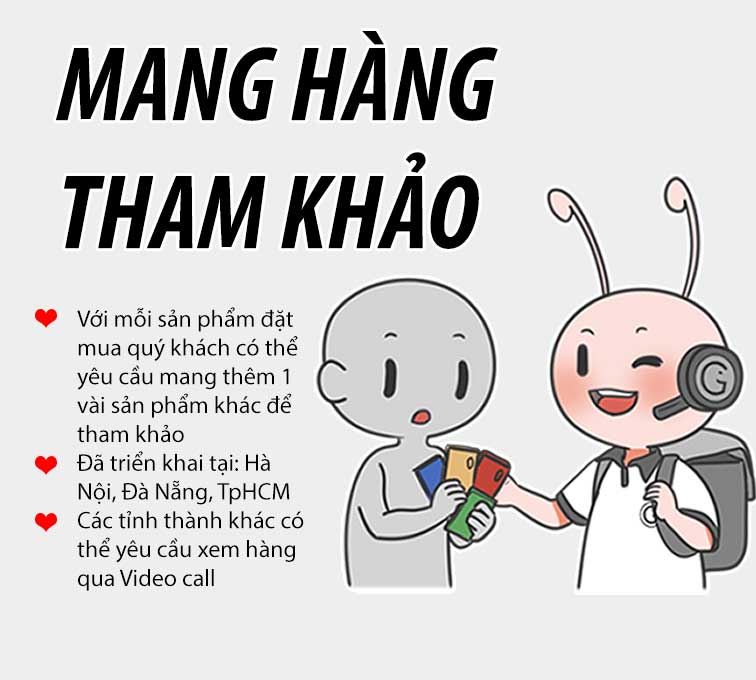 MANG HÀNG
THAM KHẢO
Với mỗi sản phẩm đặt
mua quý khách có thể
yêu cầu mang thêm 1
vài sản phẩm khác để
tham khảo
Đã triển khai tại: Hà
Nội, Đà Nẵng, TpHCM
Các tỉnh thành khác có
thể yêu cầu xem hàng
qua Video call
G